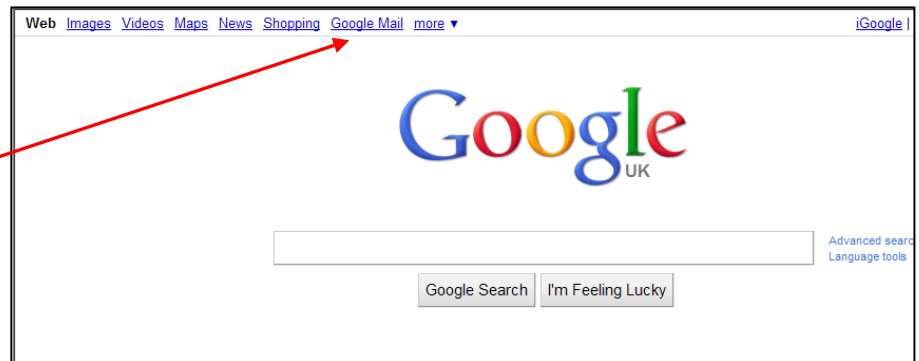 Web Images Videos Maps News Shopping Google Mail more ▼ iGoogle |
Google
UK
Advanced searc
Language tools
Google Search I'm Feeling Lucky